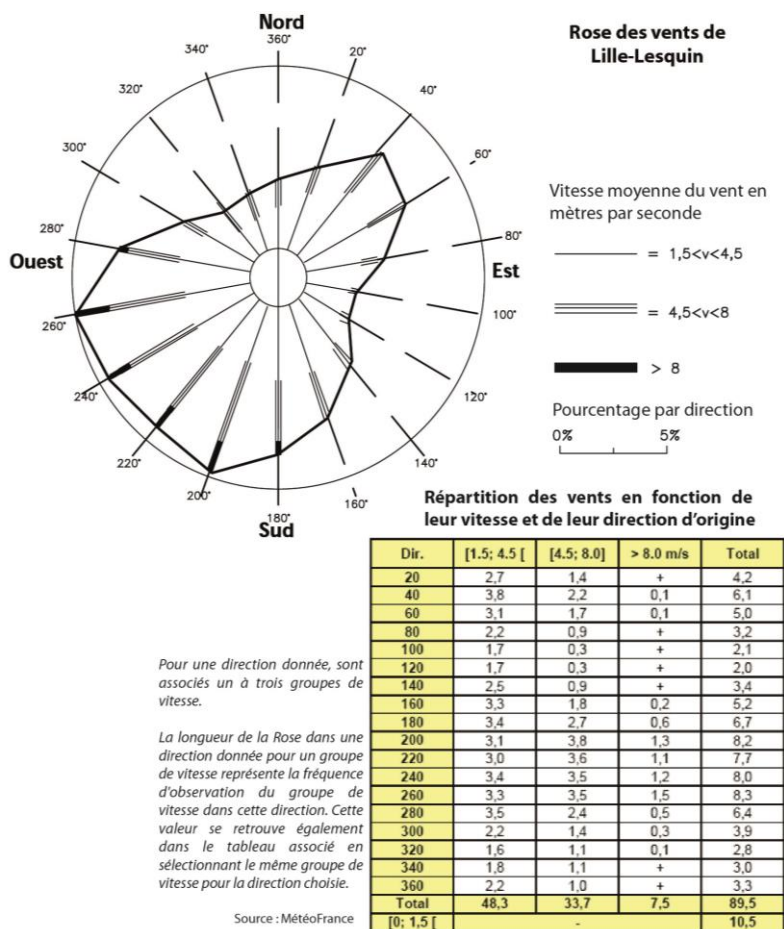 Nord
360°
20°
40°
60°
80°
Est
100°
120°
140°
160°
180°
Sud
200°
220°
240°
260°
Ouest
280°
300°
320°
340°
Rose des vents de
Lille-Lesquin
Vitesse moyenne du vent en
mètres par seconde
= 1,5<v<4,5
= 4,5<v<8
> 8
Pourcentage par direction
0% 5%
Répartition des vents en fonction de
leur vitesse et de leur direction d'origine
Dir. [1.5; 4.5 [ [4.5; 8.0] > 8.0 m/s Total
20 2,7 1,4 + 4,2
40 3,8 2,2 0,1 6,1
60 3,1 1,7 0,1 5,0
80 2,2 0,9 + 3,2
100 1,7 0,3 + 2,1
120 1,7 0,3 + 2,0
140 2,5 0,9 + 3,4
160 3,3 1,8 0,2 5,2
180 3,4 2,7 0,6 6,7
200 3,1 3,8 1,3 8,2
220 3,0 3,6 1,1 7,7
240 3,4 3,5 1,2 8,0
260 3,3 3,5 1,5 8,3
280 3,5 2,4 0,5 6,4
300 2,2 1,4 0,3 3,9
320 1,6 1,1 0,1 2,8
340 1,8 1,1 + 3,0
360 2,2 1,0 + 3,3
Total 48,3 33,7 7,5 89,5
[0; 1,5 [ - 10,5
Pour une direction donnée, sont
associés un à trois groupes de
vitesse.
La longueur de la Rose dans une
direction donnée pour un groupe
de vitesse représente la fréquence
d'observation du groupe de
vitesse dans cette direction. Cette
valeur se retrouve également
dans le tableau associé en
sélectionnant le même groupe de
vitesse pour la direction choisie.
Source : MétéoFrance